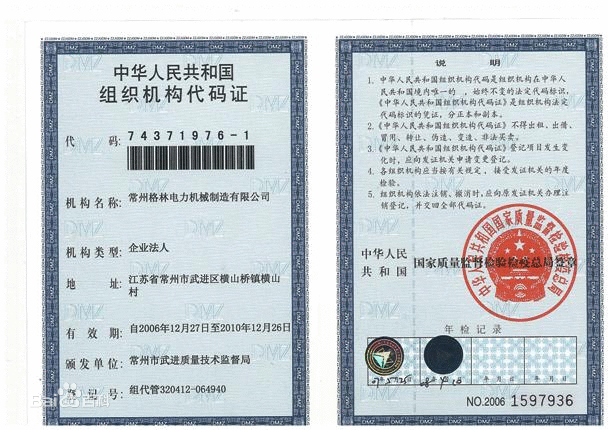 中华人民共和国
组织机构代码证
代 码: 74371976-1
机构名称: 常州格林电力机械制造有限公司
机构类型: 企业法人
地 址: 江苏省常州市武进区横山桥镇横山
村
有 效 期: 自2006年12月27日至2010年12月26日
颁发单位: 常州市武进质量技术监督局
登 记 号: 组代管320412-064940
Baidu百科
说 明
1. 中华人民共和国组织机构代码是组织机构在中华人
民共和国境内唯一的、始终不变的法定代码标识,
《中华人民共和国组织机构代码证》是组织机构法定
代码标识的凭证,分正本和副本。
2.《中华人民共和国组织机构代码证》不得出租、出借、
冒用、转让、伪造、变造、非法买卖。
3.《中华人民共和国组织机构代码证》登记项目发生变
化时,应向发证机关申请变更登记。
4. 各组织机构应当按有关规定,接受发证机关的年度
检验。
5. 组织机构依法注销、撤消时,应向原发证机关办理注
销登记,并交回全部代码证。
中华人民
共和国 国家质量监督检验检疫总局签章
中华人民共和国国家质量监督检验检疫总局
年检记录
年 月 日 年 月 日
NO.2006 1597936